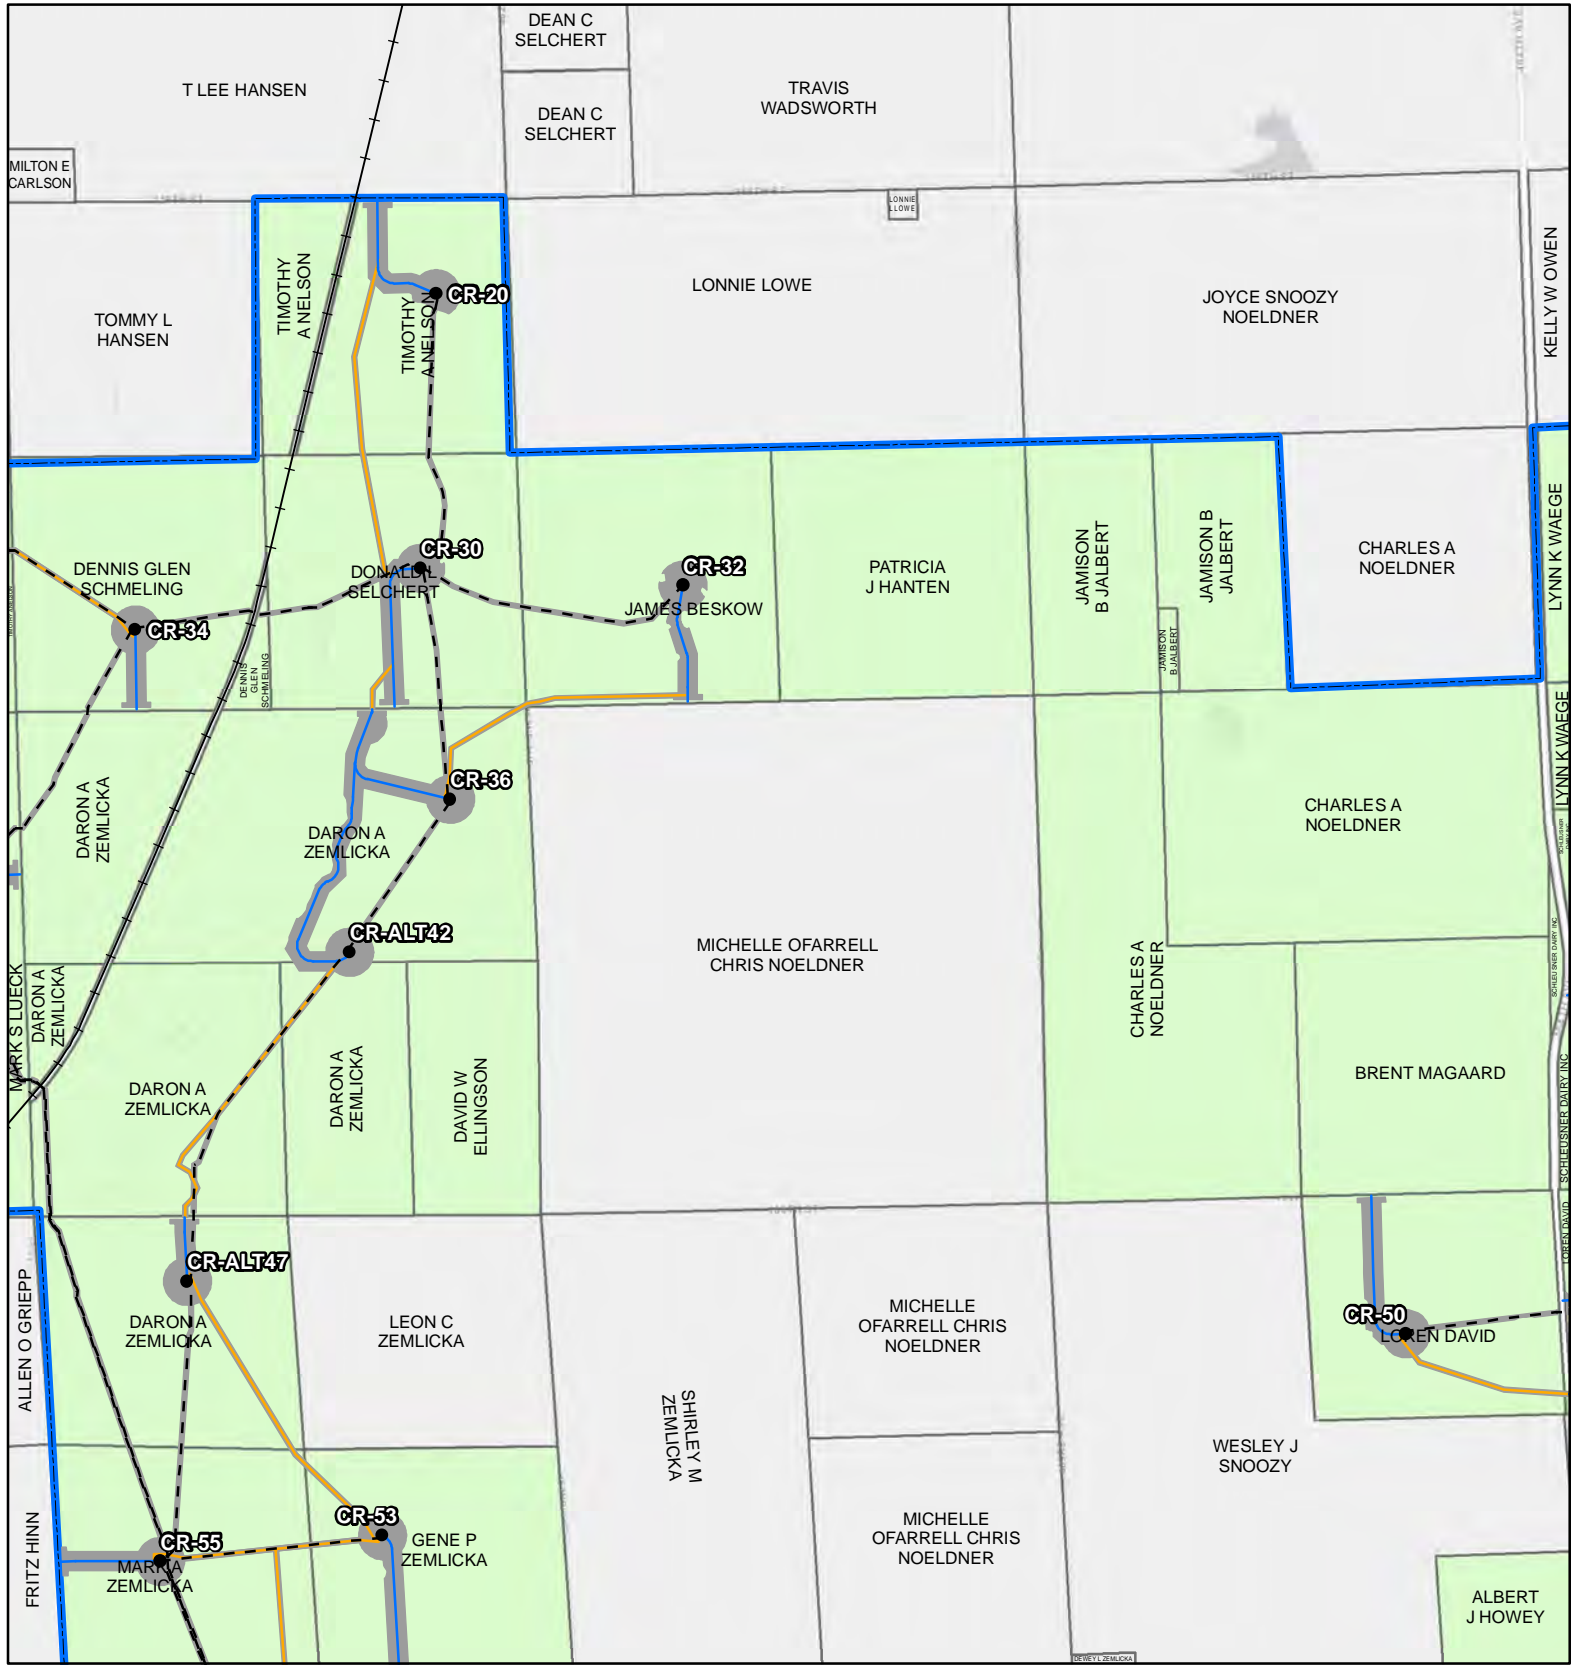 DEAN C
SELCHERT
T LEE HANSEN
TRAVIS
WADSWORTH
DEAN C
SELCHERT
MILTON E
CARLSON
LONNIE
L LOWE
TIMOTHY
A NELSON
LONNIE LOWE
JOYCE SNOOZY
NOELDNER
KELLY W OWEN
TOMMY L
HANSEN
CR-20
TIMOTHY
A NELSON
DENNIS GLEN
SCHMELING
CR-30
DONALD L
SELCHERT
CR-32
JAMES BESKOW
PATRICIA
J HANTEN
JAMISON
B JALBERT
JAMISON B
JALBERT
CHARLES A
NOELDNER
LYNN K WAEGE
CR-34
DENNIS
GLEN
SCHMELING
JAMISON
B JALBERT
LYNN K WAEGE
CR-36
DARON A
ZEMLICKA
DARON A
ZEMLICKA
CHARLES A
NOELDNER
CR-ALT42
MICHELLE OFARRELL
CHRIS NOELDNER
CHARLES A
NOELDNER
SCHLEUSNER DAIRY INC
MARK S LUECK
DARON A
ZEMLICKA
DARON A
ZEMLICKA
DARON A
ZEMLICKA
DAVID W
ELLINGSON
BRENT MAGAARD
SCHLEUSNER DAIRY INC
LOREN DAVID
CR-ALT47
ALLEN O GRIEPP
DARON A
ZEMLICKA
LEON C
ZEMLICKA
MICHELLE
OFARRELL CHRIS
NOELDNER
CR-50
LOREN DAVID
SHIRLEY M
ZEMLICKA
WESLEY J
SNOOZY
FRITZ HINN
CR-55
CR-53
GENE P
ZEMLICKA
ZEMLICKA
MICHELLE
OFARRELL CHRIS
NOELDNER
ALBERT
J HOWEY
DEWEY L ZEMLICKA